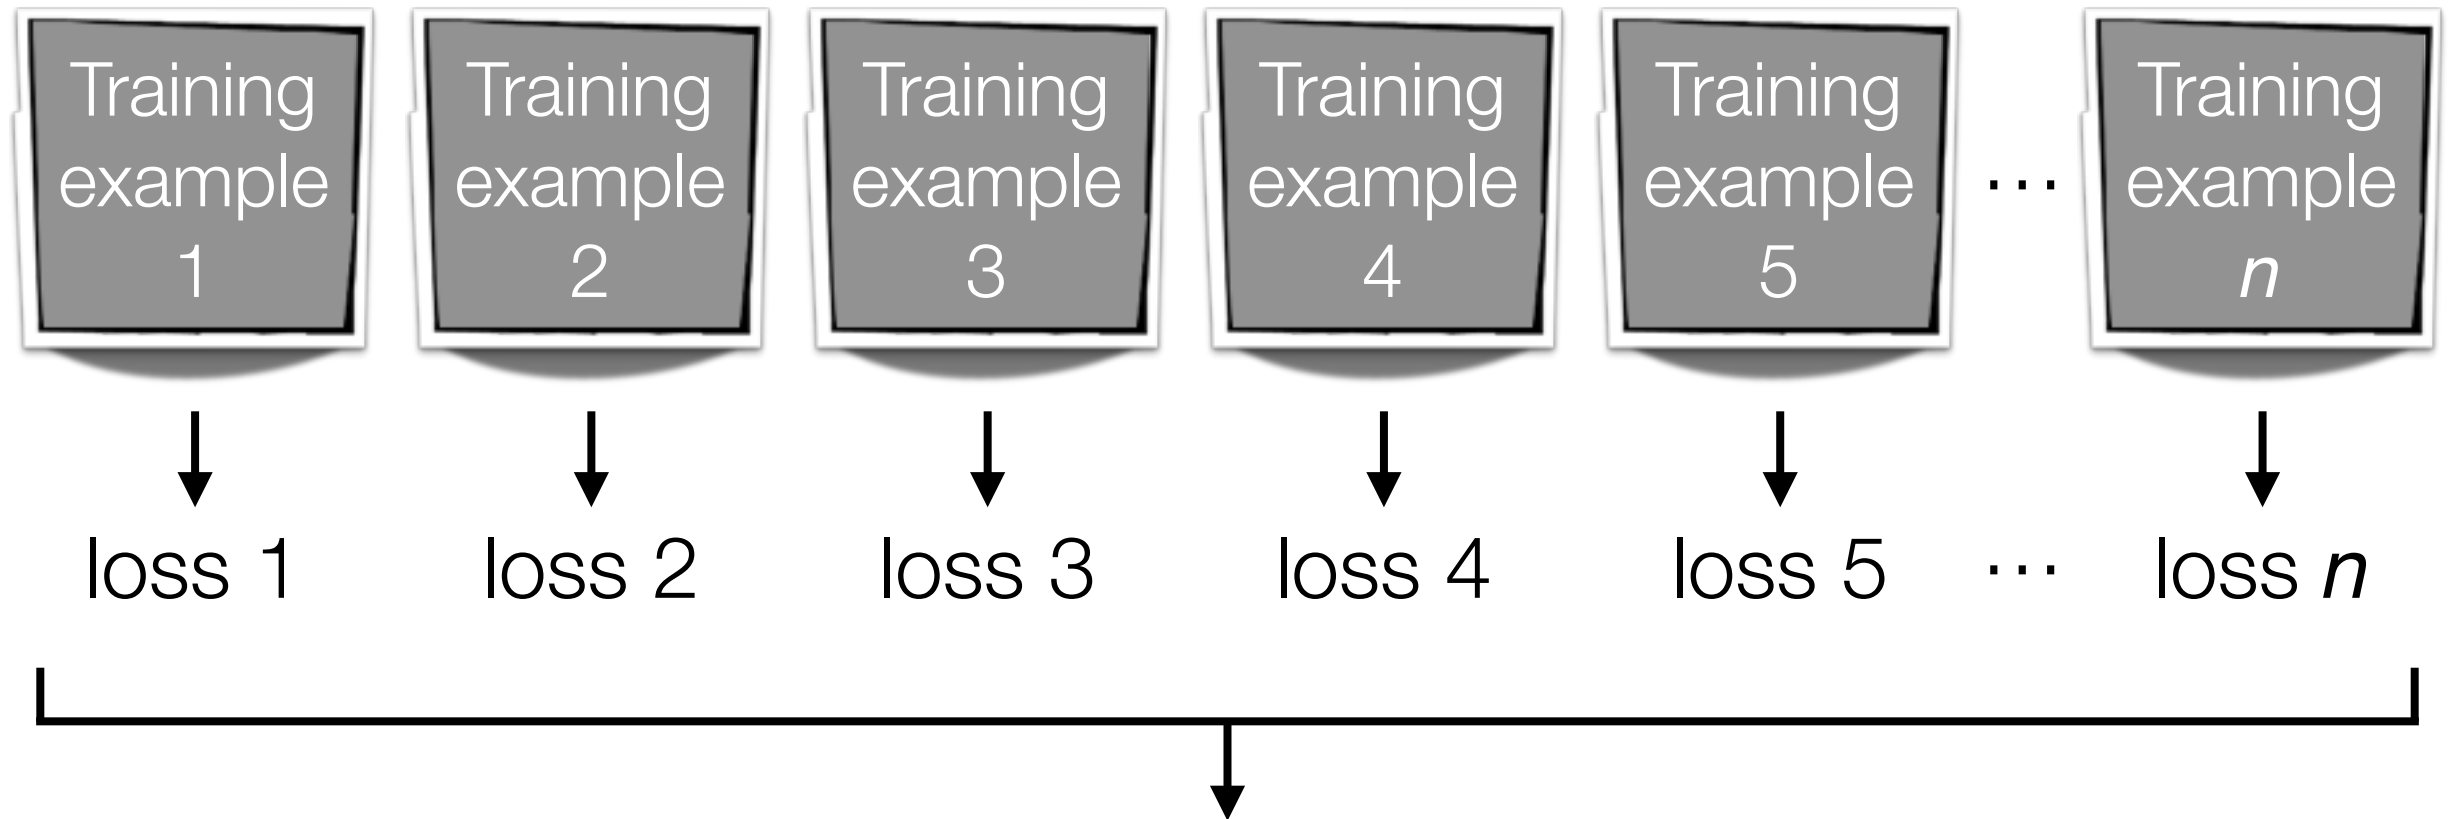 Training
example
1
Training
example
2
Training
example
3
Training
example
4
Training
example
5
...
Training
example
n
loss 1
loss 2
loss 3
loss 4
loss 5
...
loss n